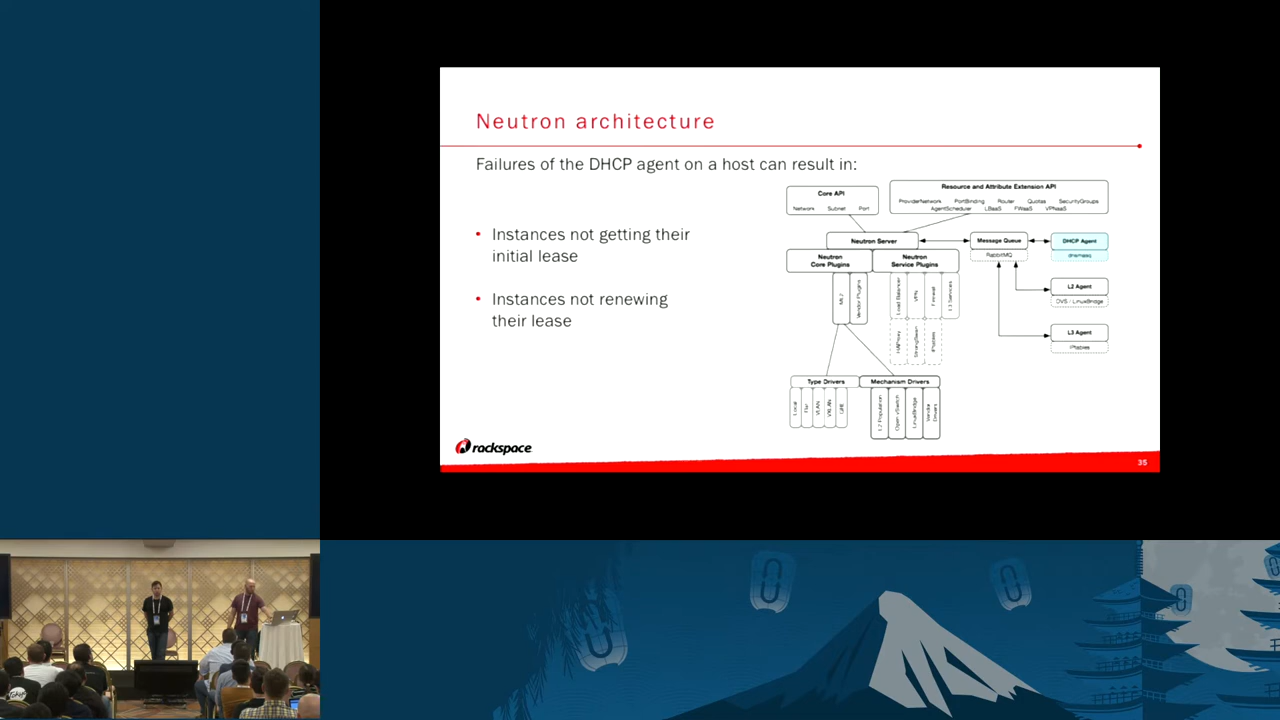 Neutron architecture
Failures of the DHCP agent on a host can result in:
• Instances not getting their
initial lease
• Instances not renewing
their lease
Core API
Network Subnet Port
Resource and Attribute Extension API
ProviderNetwork PortBinding Router Quotas SecurityGroups
AgentScheduler LBaaS FWaaS VPNaaS
Neutron Server
Message Queue
RabbitMQ
DHCP Agent
dnsmasq
Neutron
Core Plugins
Neutron
Service Plugins
ML2
Vendor Plugins
Load Balancer
VPN
Firewall
L3 Services
HAProxy
StrongSwan
iptables
L2 Agent
OVS / LinuxBridge
L3 Agent
IPtables
Type Drivers
Local
Flat
VLAN
VXLAN
GRE
Mechanism Drivers
L2 Population
Open vSwitch
LinuxBridge
Vendor
Drivers
rackspace
35